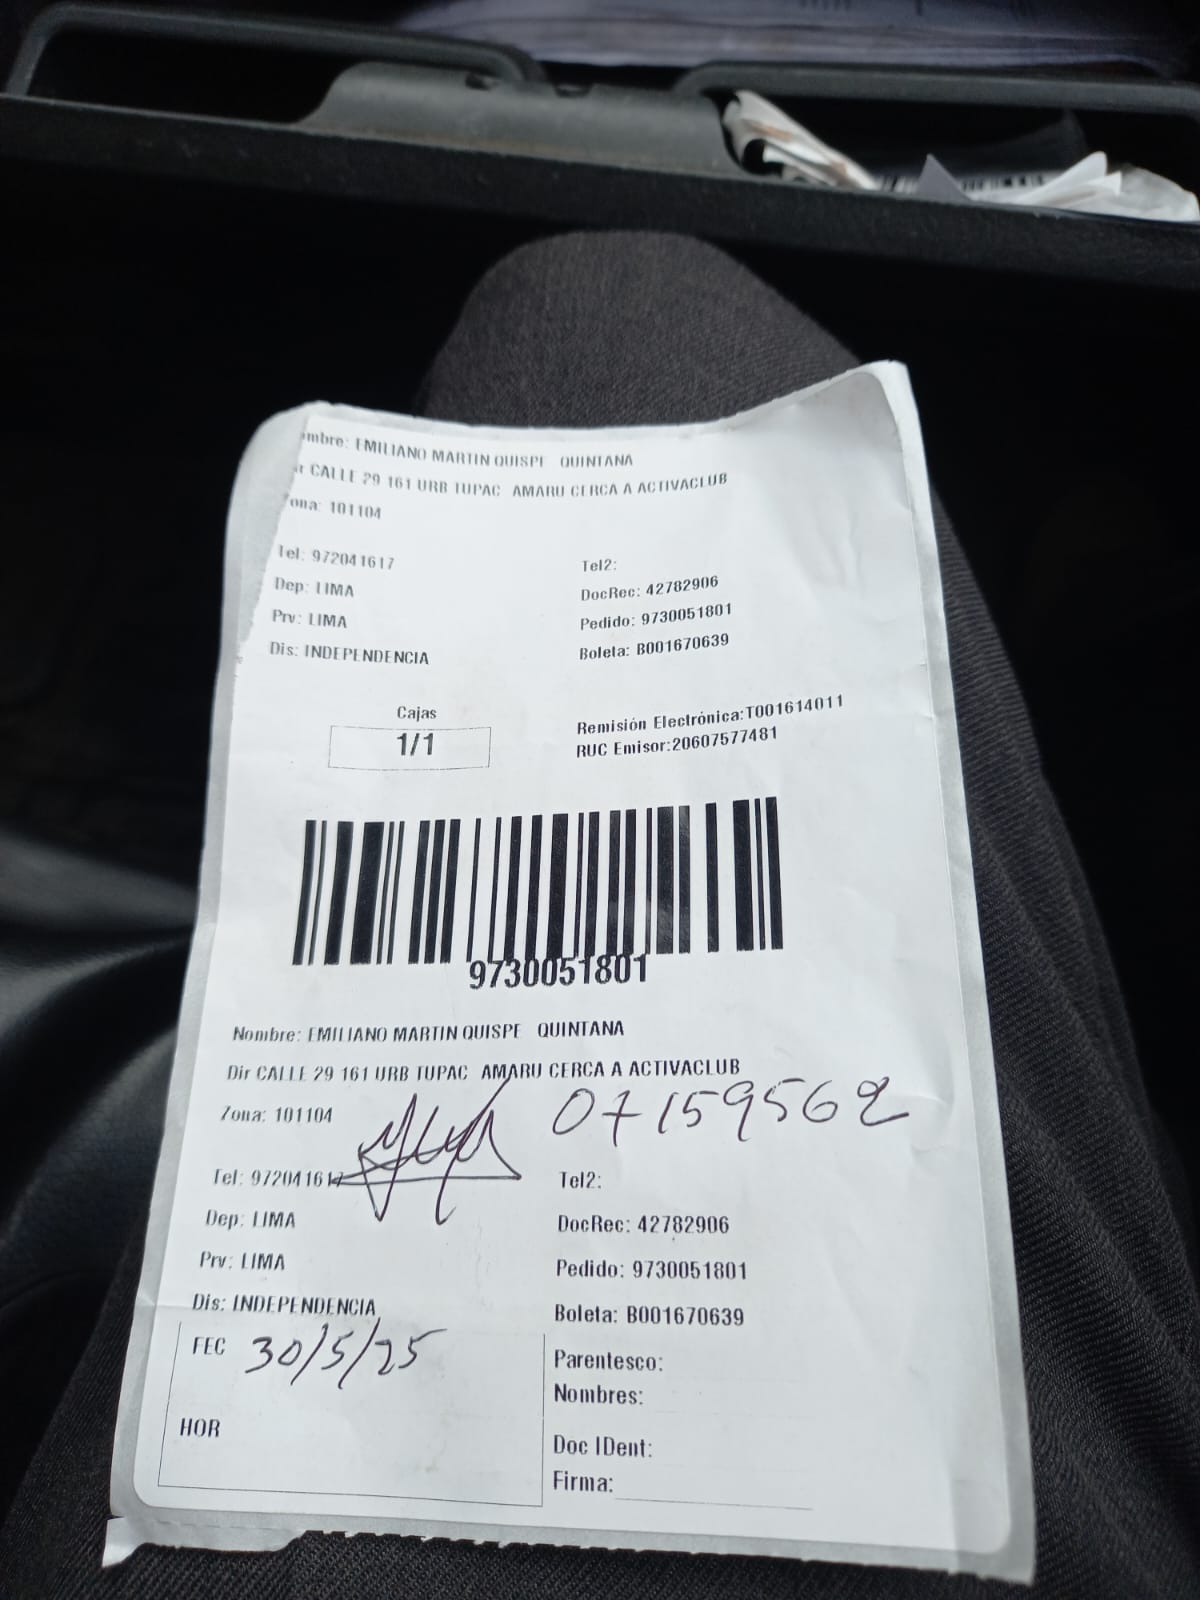 mbre: EMILIANO MARTIN QUISPE QUINTANA
r CALLE 29 161 URB TUPAC AMARU CERCA A ACTIVACLUB
ona: 101104
Tel: 972041617
Tel2:
Dep: LIMA
DocRec: 42782906
Prv: LIMA
Pedido: 9730051801
Dis: INDEPENDENCIA
Boleta: B001670639
Cajas
1/1
Remisión Electrónica:T001614011
RUC Emisor:20607577481
9730051801
Nombre: EMILIANO MARTIN QUISPE QUINTANA
Dir CALLE 29 161 URB TUPAC AMARU CERCA A ACTIVACLUB
07159562
Zona: 101104
Tel: 972041617
Tel2:
Dep: LIMA
DocRec: 42782906
Prv: LIMA
Pedido: 9730051801
Dis: INDEPENDENCIA
Boleta: B001670639
FEC 30/5/25
Parentesco:
Nombres:
HOR
Doc IDent:
Firma: